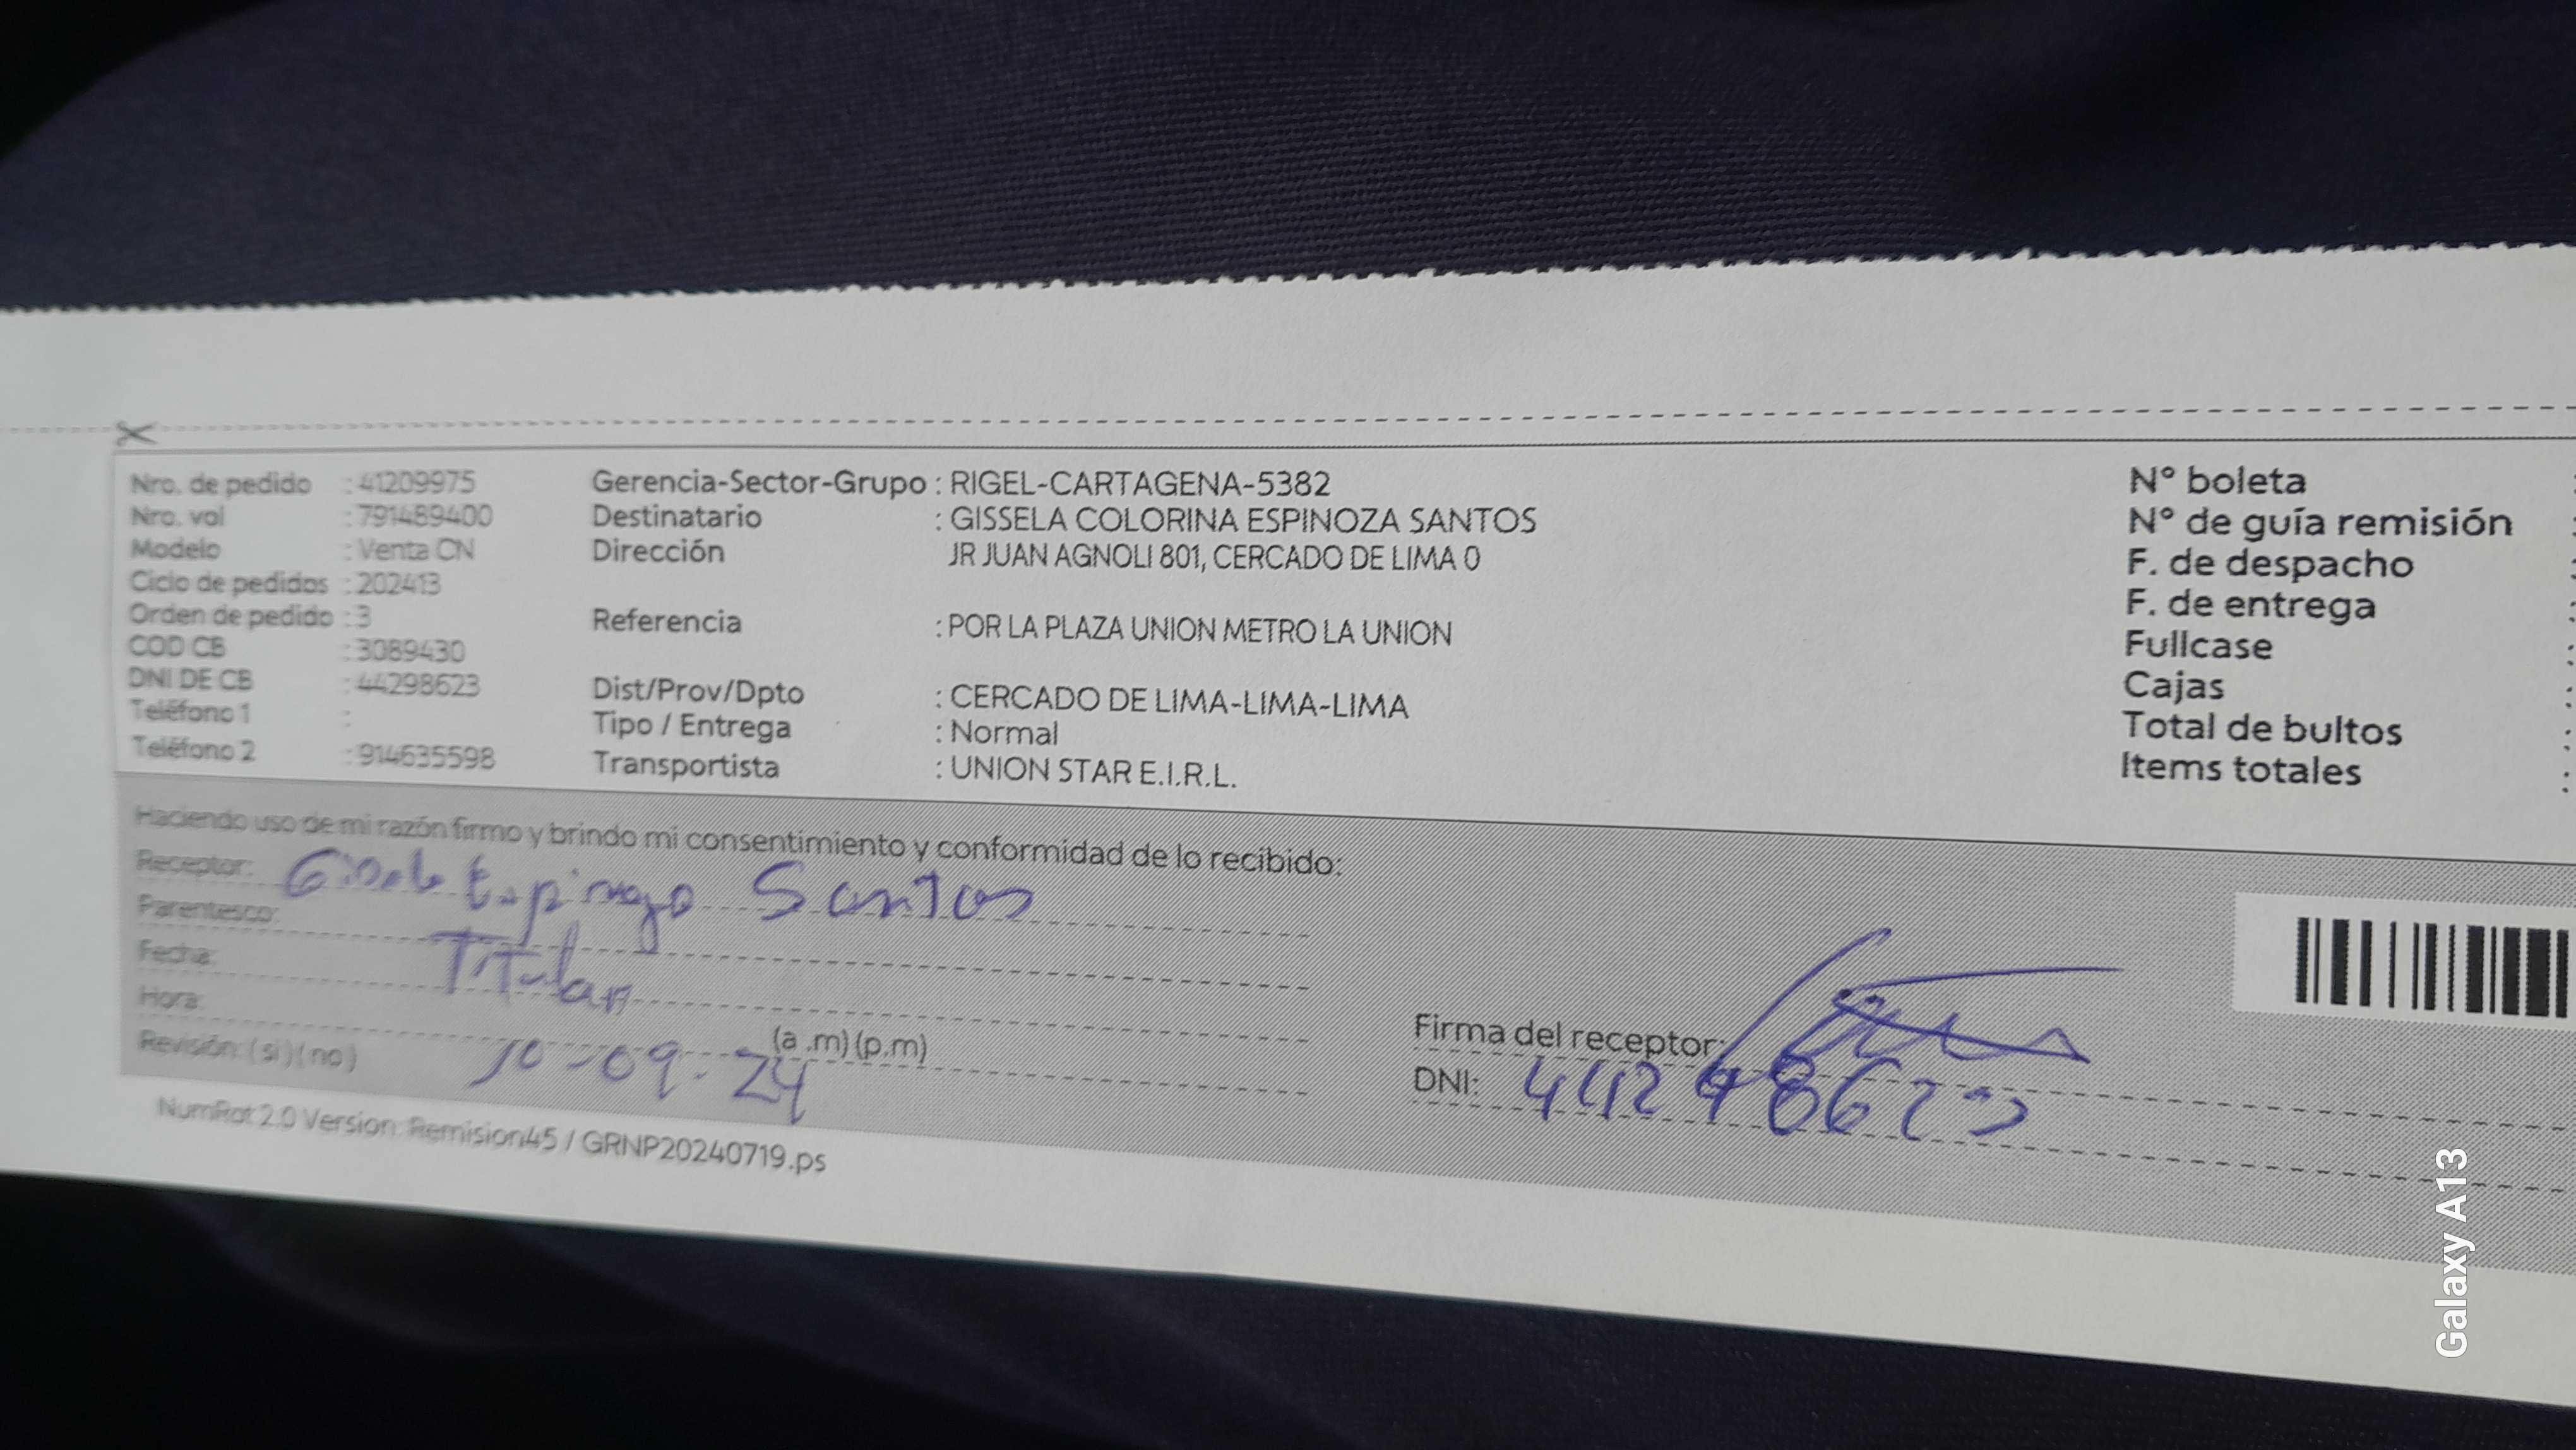 Nro. de pedido : 41209975
Nro. vol : 791489400
Modelo : Venta CN
Ciclo de pedidos : 202413
Orden de pedido : 3
COD CB : 3089430
DNI DE CB : 44298623
Teléfono 1 :
Teléfono 2 : 914635598
Gerencia-Sector-Grupo : RIGEL-CARTAGENA-5382
Destinatario : GISSELA COLORINA ESPINOZA SANTOS
Dirección JR JUAN AGNOLI 801, CERCADO DE LIMA 0
Referencia : POR LA PLAZA UNION METRO LA UNION
Dist/Prov/Dpto : CERCADO DE LIMA-LIMA-LIMA
Tipo / Entrega : Normal
Transportista : UNION STAR E.I.R.L.
N° boleta :
N° de guía remisión :
F. de despacho :
F. de entrega :
Fullcase :
Cajas :
Total de bultos :
Items totales :
Haciendo uso de mi razón firmo y brindo mi consentimiento y conformidad de lo recibido:
Receptor: Espinoza Santos
Parentesco: Titular
Fecha:
Hora: (a .m) (p.m)
Revisión: ( si ) ( no ) 10-09-24
Firma del receptor:
DNI: 44298623
NumRot 2.0 Version: Remision45 / GRNP20240719.ps
Galaxy A13